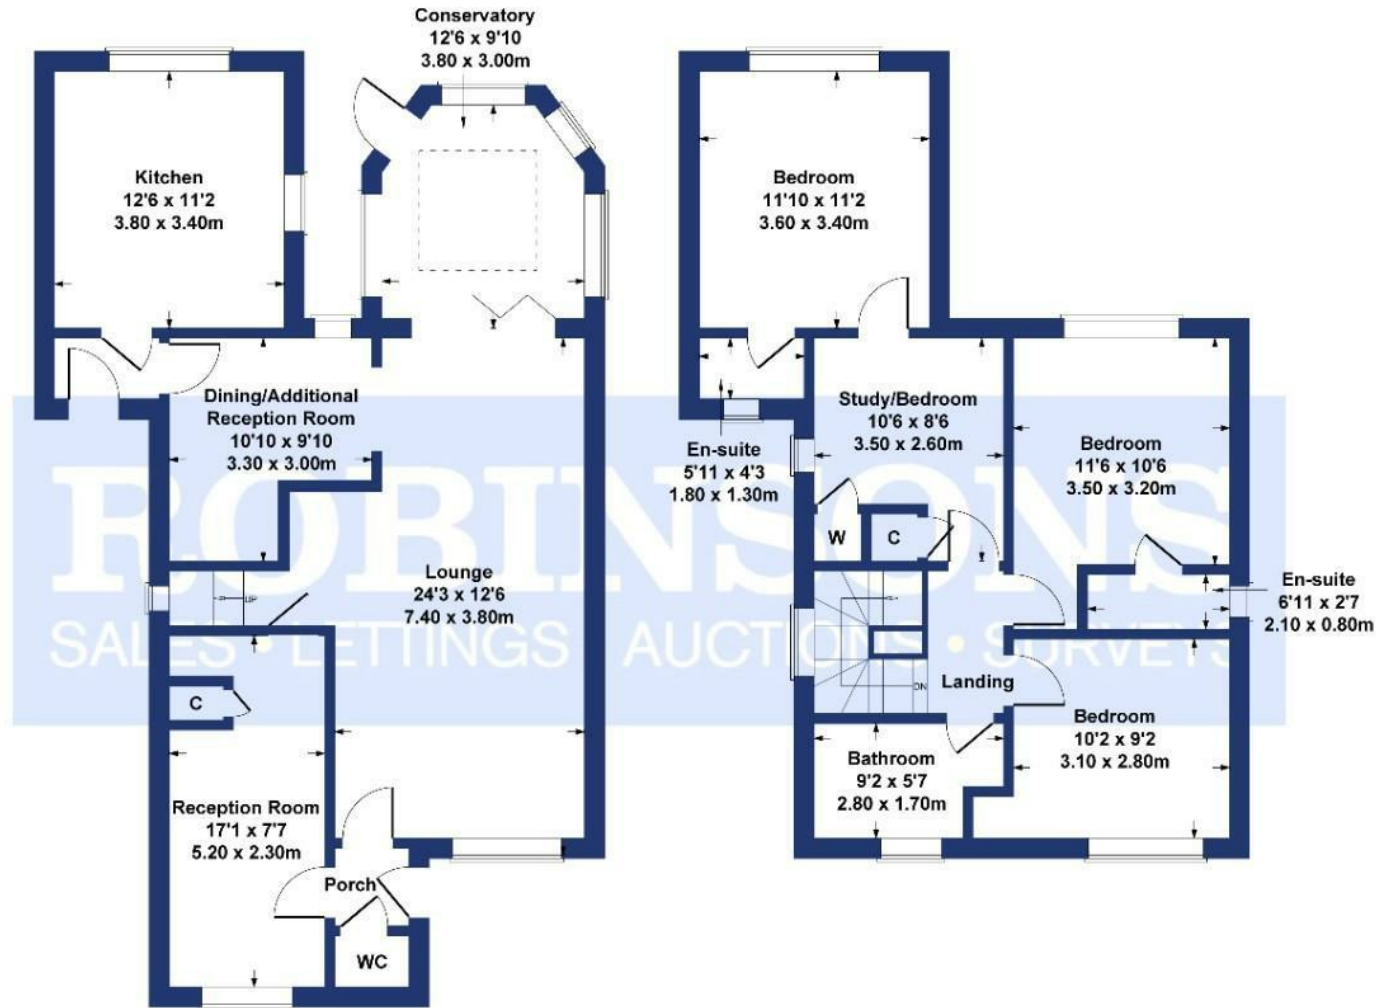 Conservatory
12'6 x 9'10
3.80 x 3.00m
Kitchen
12'6 x 11'2
3.80 x 3.40m
Dining/Additional
Reception Room
10'10 x 9'10
3.30 x 3.00m
UP
Lounge
24'3 x 12'6
7.40 x 3.80m
C
Reception Room
17'1 x 7'7
5.20 x 2.30m
Porch
WC
Bedroom
11'10 x 11'2
3.60 x 3.40m
En-suite
5'11 x 4'3
1.80 x 1.30m
Study/Bedroom
10'6 x 8'6
3.50 x 2.60m
W
C
Bedroom
11'6 x 10'6
3.50 x 3.20m
En-suite
6'11 x 2'7
2.10 x 0.80m
DN
Landing
Bedroom
10'2 x 9'2
3.10 x 2.80m
Bathroom
9'2 x 5'7
2.80 x 1.70m
ROBINSONS
SALES • LETTINGS • AUCTIONS • SURVEYS